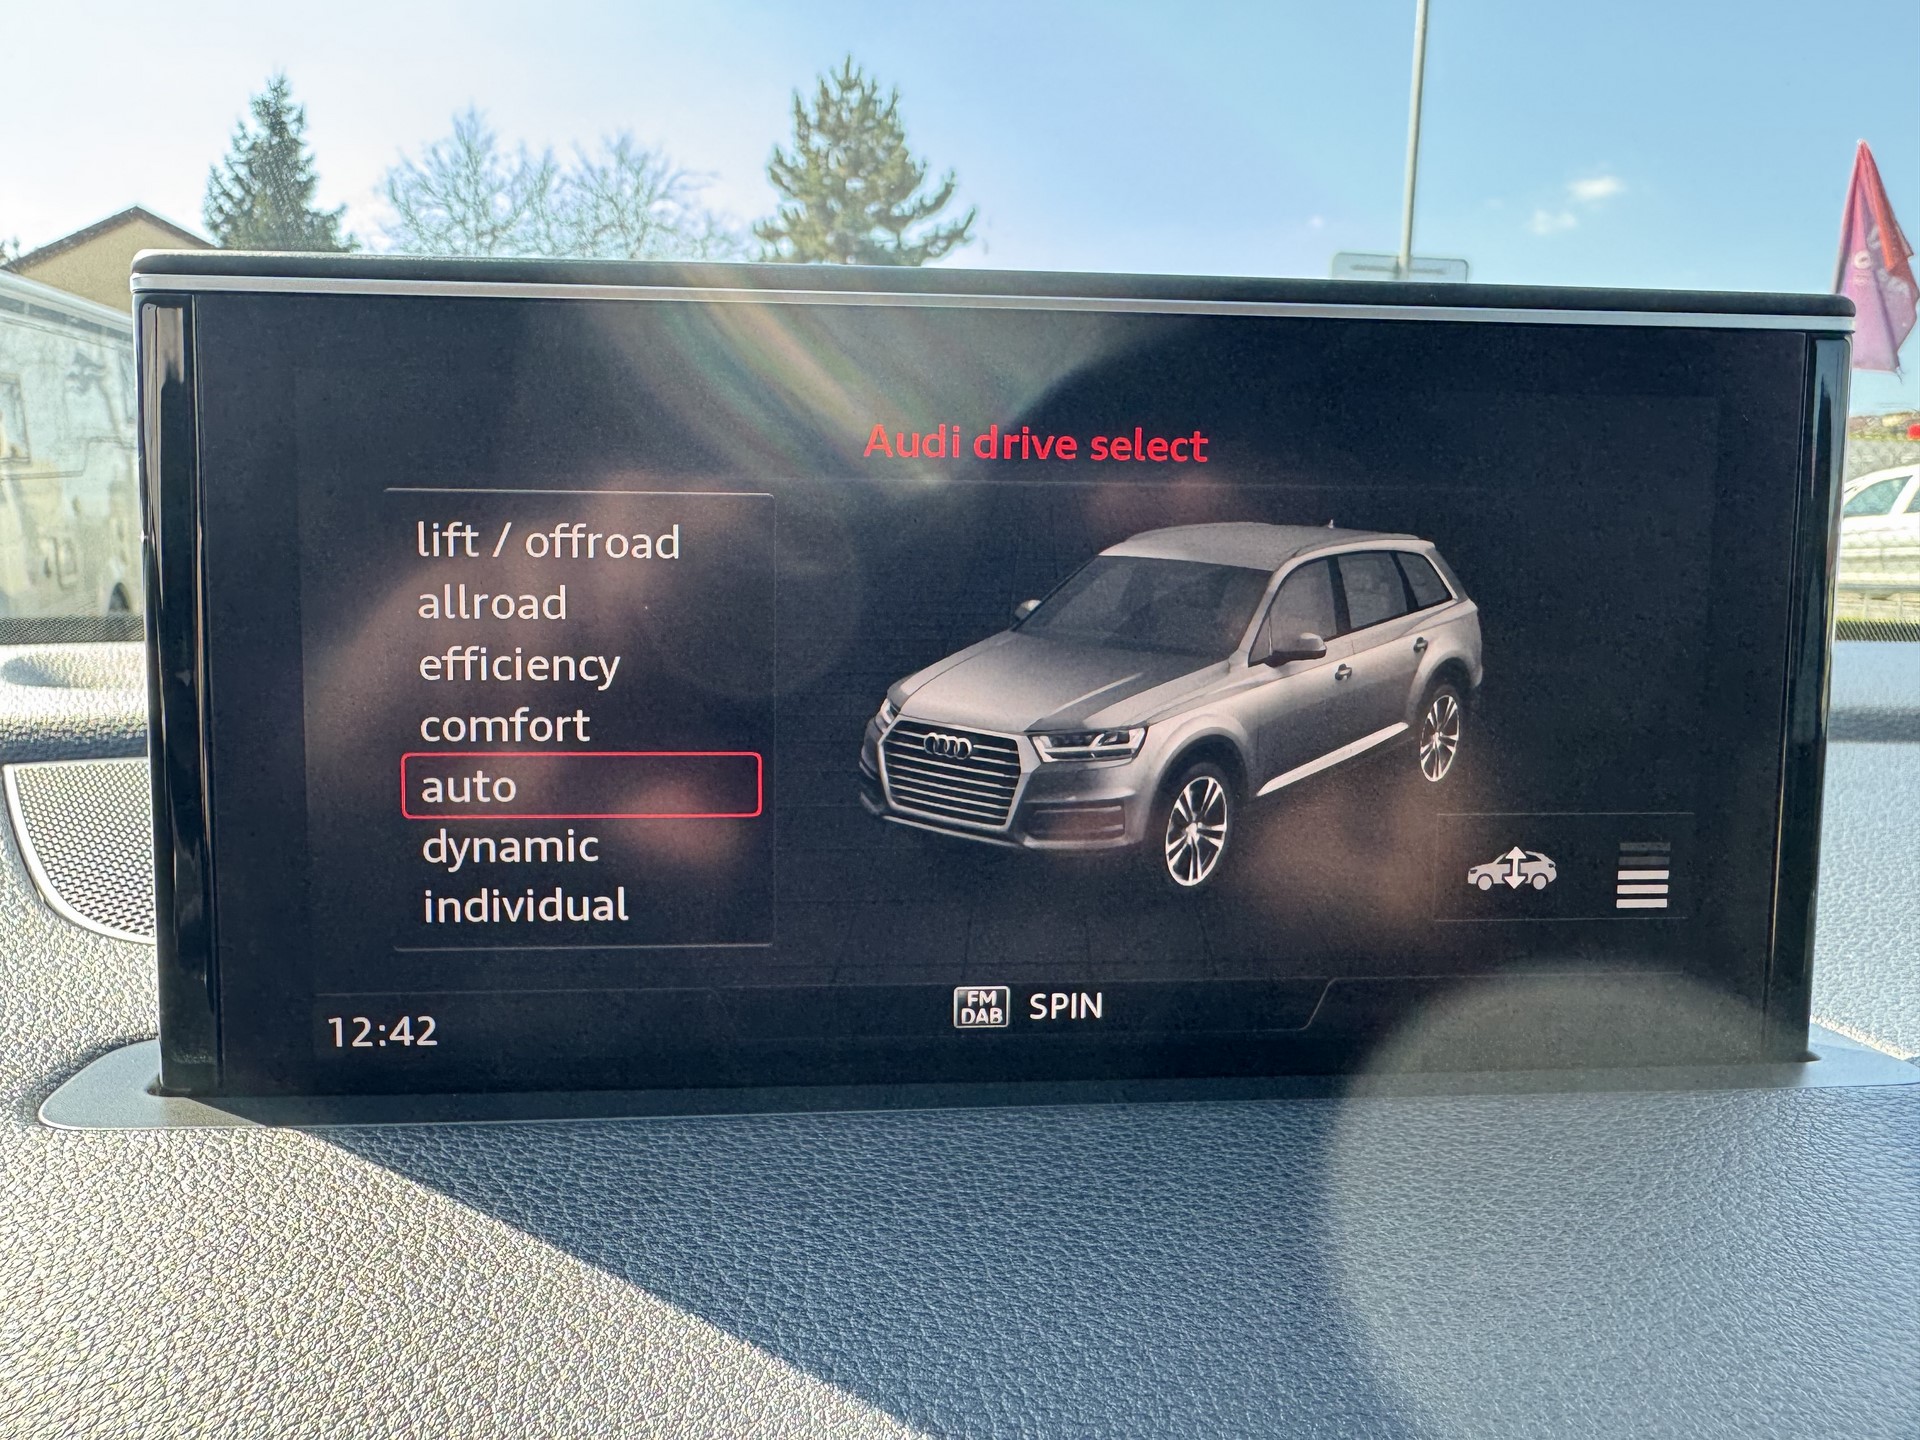 Audi drive select
lift / offroad
allroad
efficiency
comfort
auto
dynamic
individual
12:42
FM
DAB
SPIN